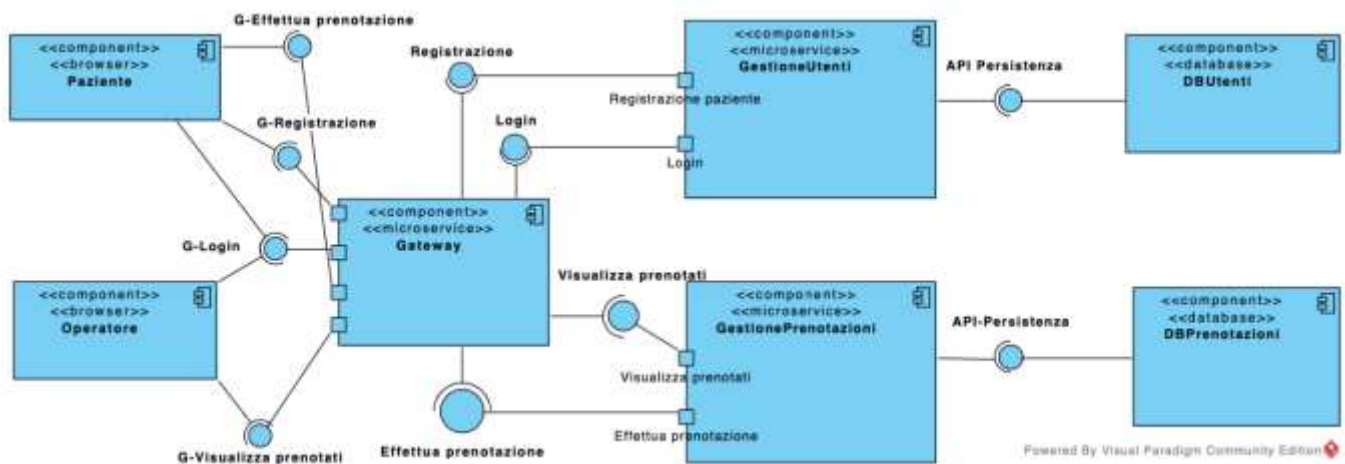 G-Effettua prenotazione
<<component>>
<<browser>>
Paziente
G-Registrazione
G-Login
<<component>>
<<browser>>
Operatore
G-Visualizza prenotati
Registrazione
Login
<<component>>
<<microservice>>
Gateway
Visualizza prenotati
Effettua prenotazione
<<component>>
<<microservice>>
GestioneUtenti
Registrazione paziente
Login
API Persistenza
<<component>>
<<database>>
DBUtenti
<<component>>
<<microservice>>
GestionePrenotazioni
Visualizza prenotati
Effettua prenotazione
API-Persistenza
<<component>>
<<database>>
DBPrenotazioni
Powered By Visual Paradigm Community Edition